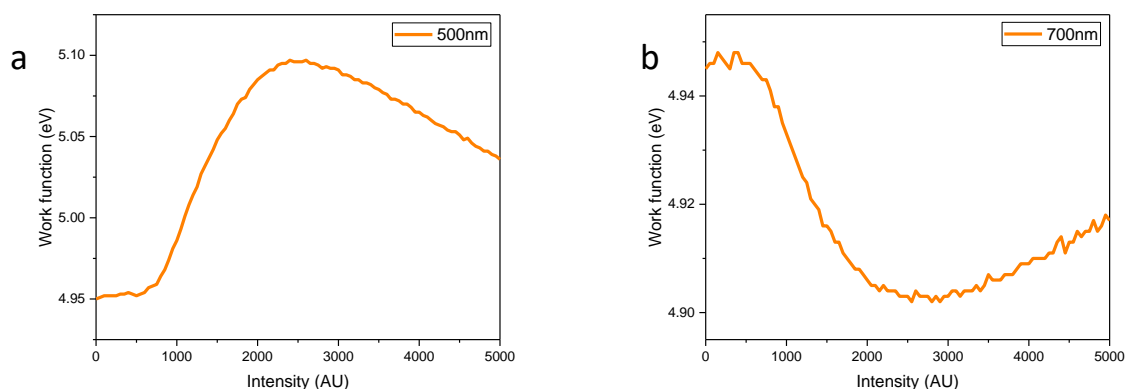 a
500nm
5.10
5.05
5.00
4.95
Work function (eV)
0 1000 2000 3000 4000 5000
Intensity (AU)
b
700nm
4.94
4.92
4.90
Work function (eV)
0 1000 2000 3000 4000 5000
Intensity (AU)